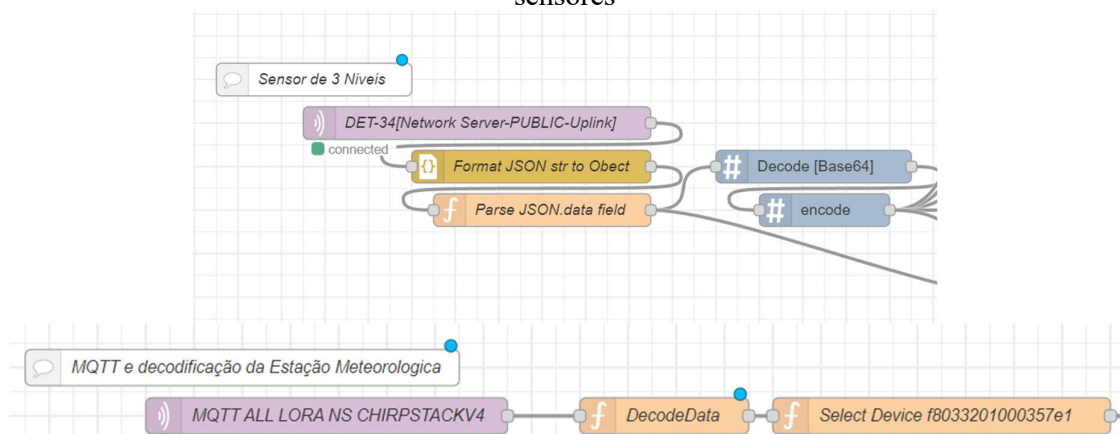 sensores
Sensor de 3 Niveis
DET-34[Network Server-PUBLIC-Uplink]
connected
Format JSON str to Obect
Decode [Base64]
Parse JSON.data field
encode
MQTT e decodificação da Estação Meteorologica
MQTT ALL LORA NS CHIRPSTACKV4
DecodeData
Select Device f8033201000357e1